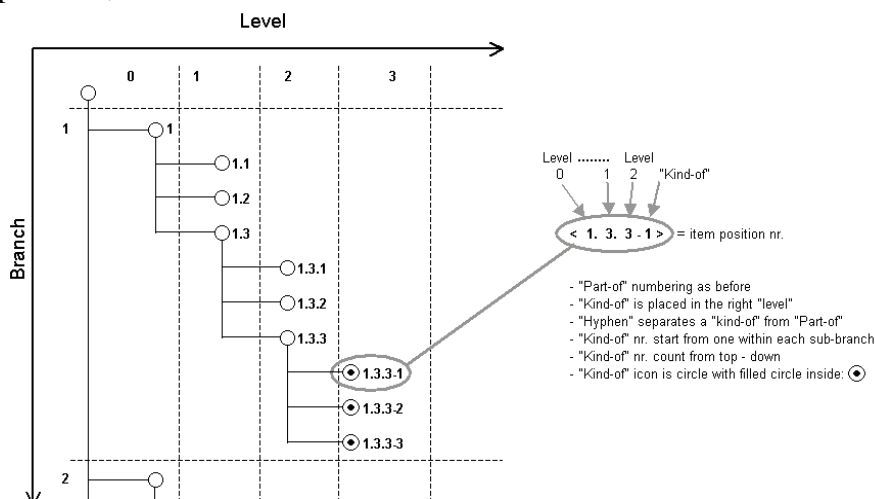 Level
0 1 2 3
1 1
1.1
1.2
1.3
1.3.1
1.3.2
1.3.3
1.3.3-1
1.3.3-2
1.3.3-3
2
Branch
Level ........ Level
0 1 2 "Kind-of"
< 1. 3. 3 - 1 > = item position nr.
- "Part-of" numbering as before
- "Kind-of" is placed in the right "level"
- "Hyphen" separates a "kind-of" from "Part-of"
- "Kind-of" nr. start from one within each sub-branch
- "Kind-of" nr. count from top - down
- "Kind-of" icon is circle with filled circle inside: